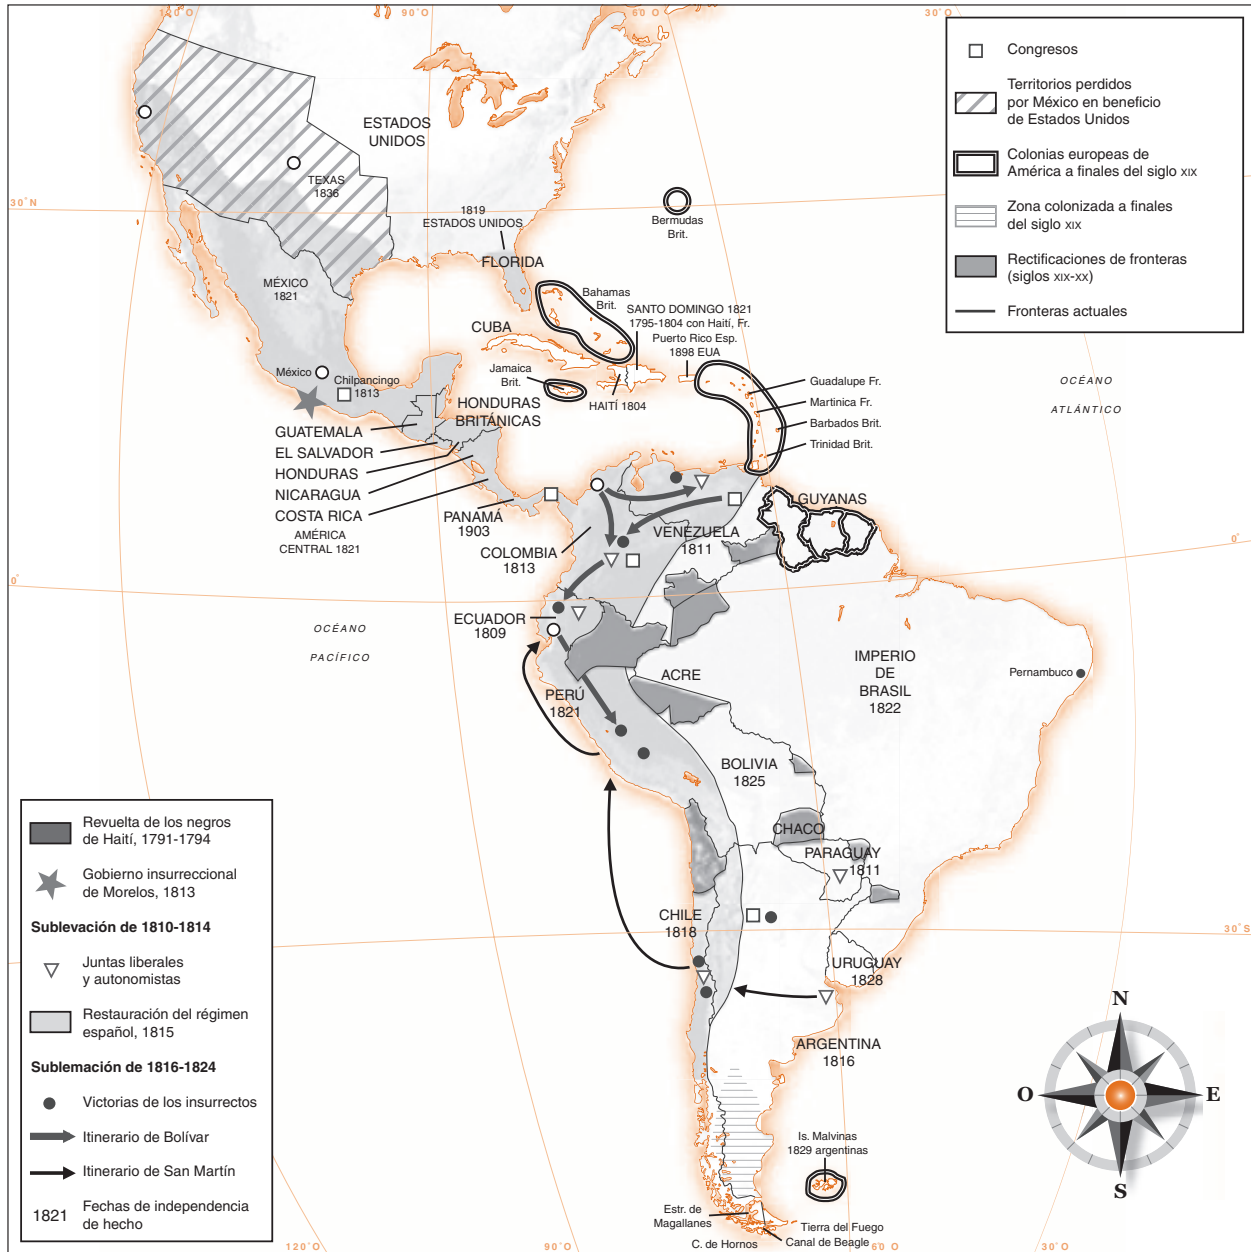 120°O
90°O
60 O
30°O
Congresos
Territorios perdidos
por México en beneficio
de Estados Unidos
Colonias europeas de
América a finales del siglo XIX
Zona colonizada a finales
del siglo XIX
Rectificaciones de fronteras
(siglos XIX-XX)
Fronteras actuales
ESTADOS
UNIDOS
TEXAS
1836
30°N
1819
ESTADOS UNIDOS
FLORIDA
Bermudas
Brit.
MÉXICO
1821
Bahamas
Brit.
SANTO DOMINGO 1821
1795-1804 con Haití, Fr.
Puerto Rico Esp.
1898 EUA
CUBA
México
Chilpancingo
1813
Jamaica
Brit.
HAITÍ 1804
Guadalupe Fr.
Martinica Fr.
Barbados Brit.
Trinidad Brit.
OCÉANO
ATLÁNTICO
HONDURAS
BRITÁNICAS
GUATEMALA
EL SALVADOR
HONDURAS
NICARAGUA
COSTA RICA
AMÉRICA
CENTRAL 1821
PANAMÁ
1903
GUYANAS
VENEZUELA
1811
COLOMBIA
1813
0°
0°
ECUADOR
1809
OCÉANO
PACÍFICO
PERÚ
1821
ACRE
IMPERIO
DE
BRASIL
1822
Pernambuco
BOLIVIA
1825
CHACO
PARAGUAY
1811
CHILE
1818
30°S
URUGUAY
1828
ARGENTINA
1816
Is. Malvinas
1829 argentinas
Estr. de
Magallanes
Tierra del Fuego
Canal de Beagle
C. de Hornos
Revuelta de los negros
de Haití, 1791-1794
Gobierno insurreccional
de Morelos, 1813
Sublevación de 1810-1814
Juntas liberales
y autonomistas
Restauración del régimen
español, 1815
Sublemación de 1816-1824
Victorias de los insurrectos
Itinerario de Bolívar
Itinerario de San Martín
1821 Fechas de independencia
de hecho
N
O
E
S
120°O
90°O
60 O
30°O